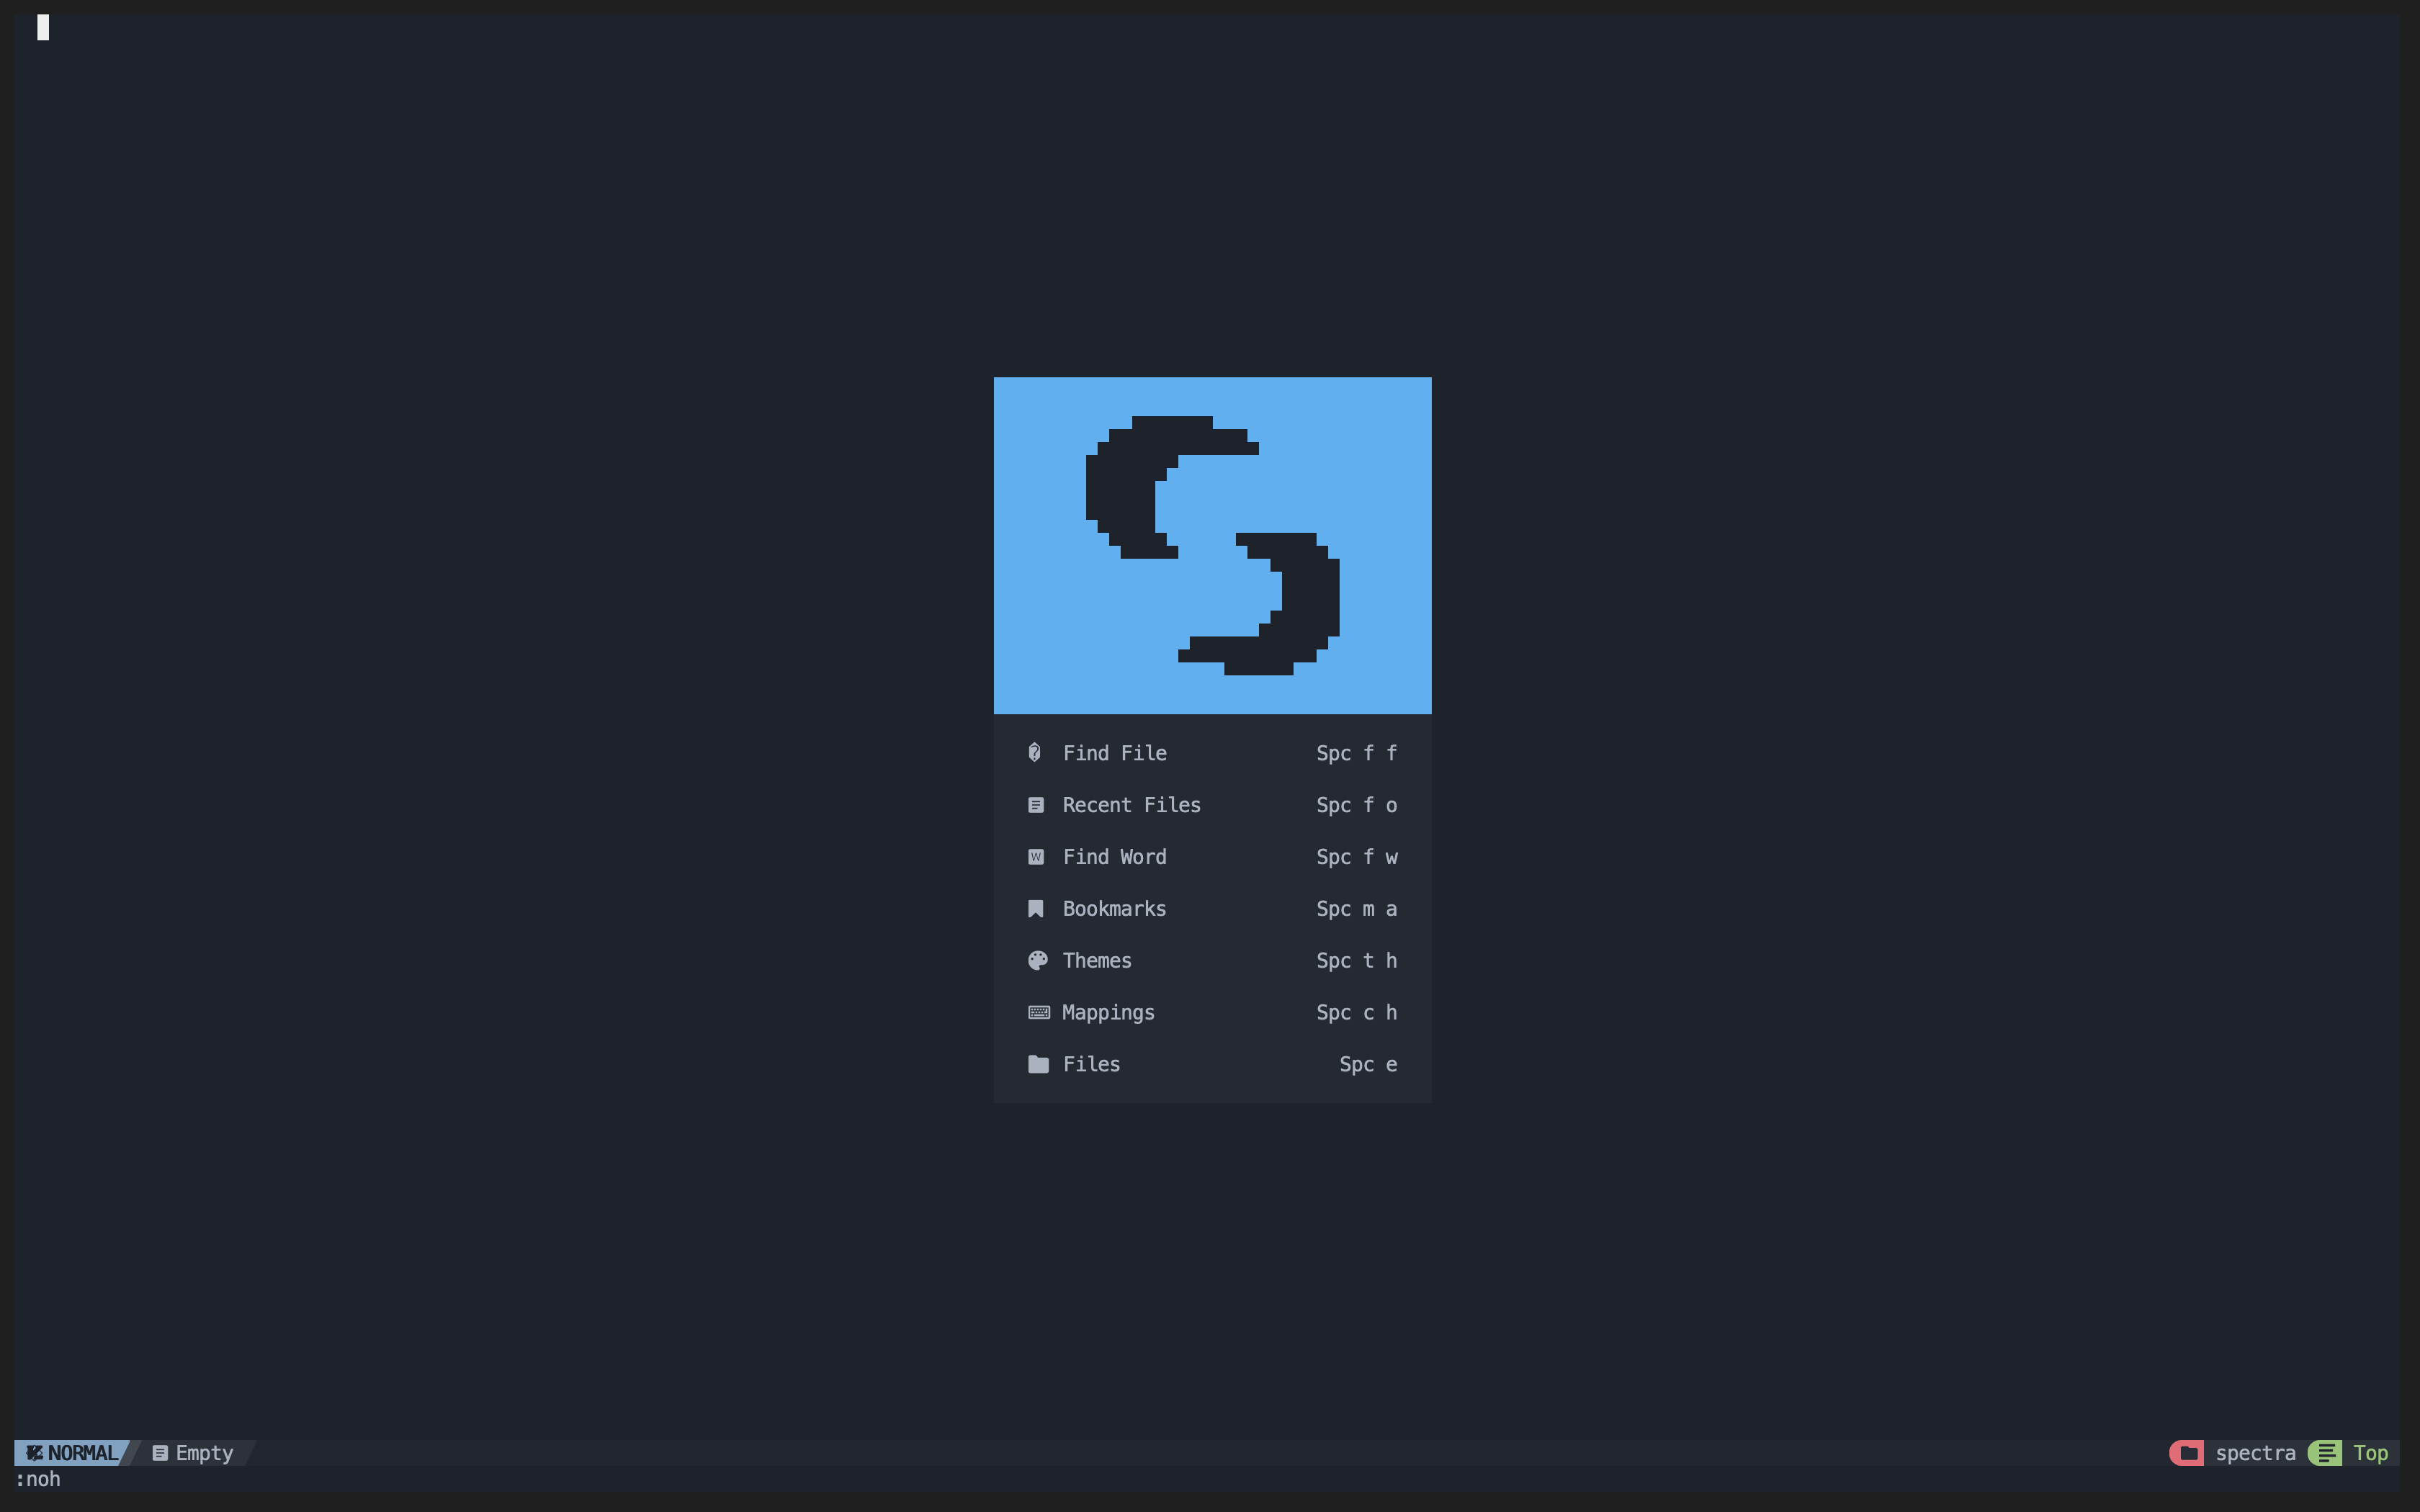 Find File Spc f f
Recent Files Spc f o
Find Word Spc f w
Bookmarks Spc m a
Themes Spc t h
Mappings Spc c h
Files Spc e
NORMAL Empty spectra Top
:noh